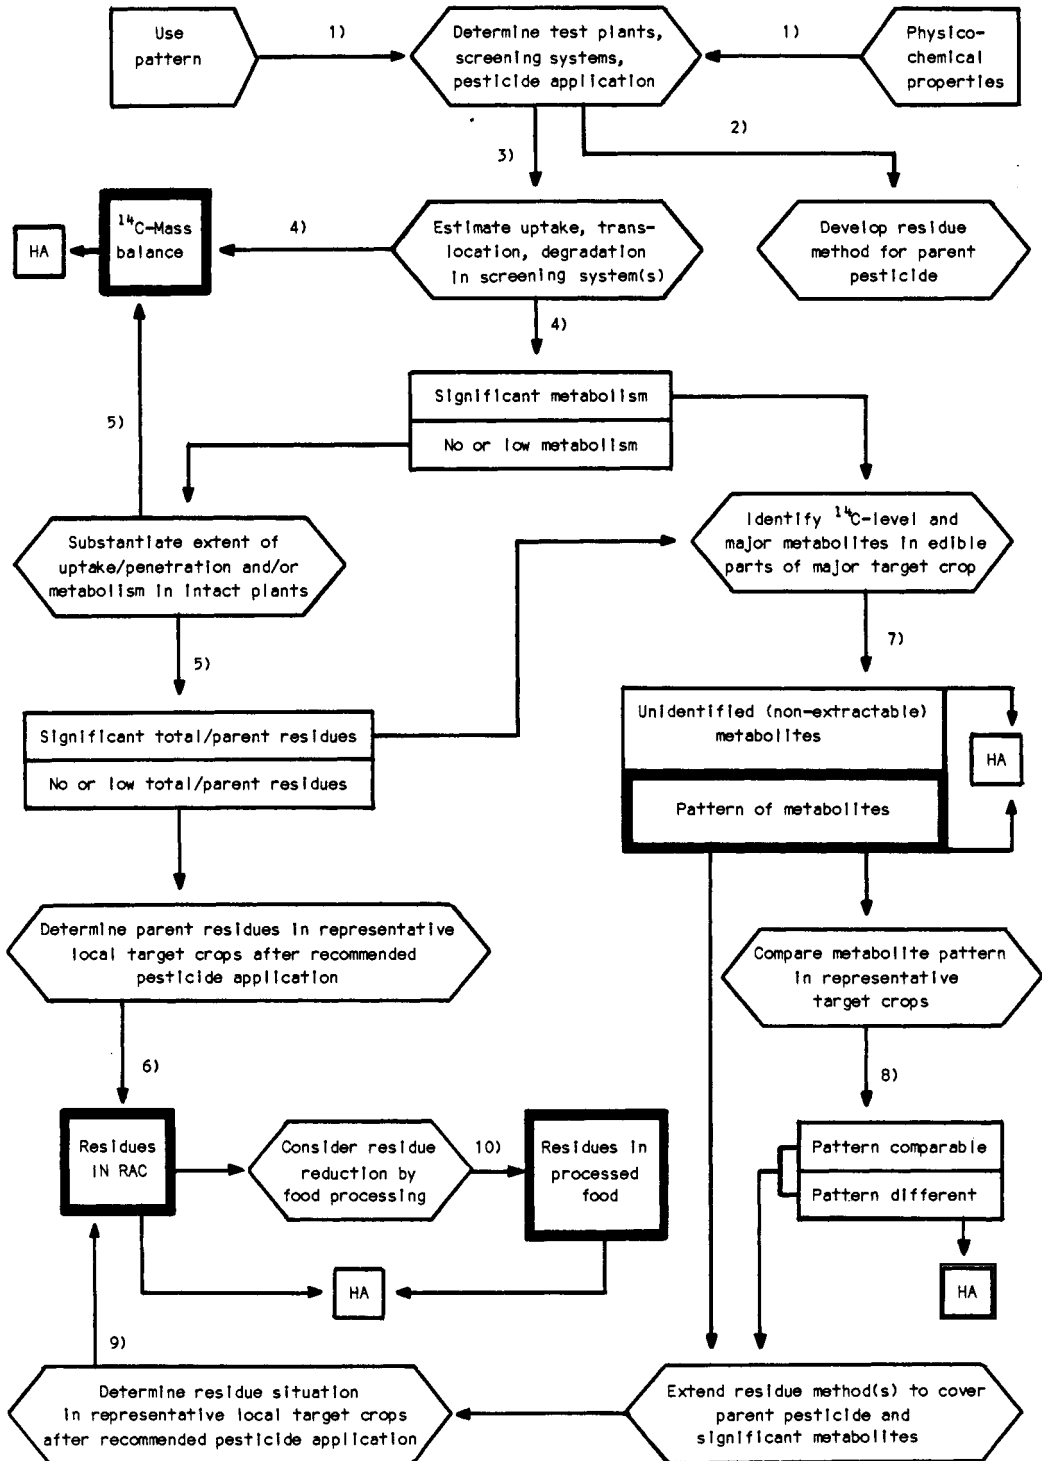 Use
pattern
1)
Determine test plants,
screening systems,
pesticide application
1)
Physico-
chemical
properties
3)
2)
¹⁴C-Mass
balance
HA
4)
Estimate uptake, trans-
location, degradation
in screening system(s)
Develop residue
method for parent
pesticide
4)
Significant metabolism
No or low metabolism
5)
Substantiate extent of
uptake/penetration and/or
metabolism in intact plants
Identify ¹⁴C-level and
major metabolites in edible
parts of major target crop
5)
7)
Significant total/parent residues
No or low total/parent residues
Unidentified (non-extractable)
metabolites
HA
Pattern of metabolites
Determine parent residues in representative
local target crops after recommended
pesticide application
Compare metabolite pattern
in representative
target crops
6)
8)
Residues
IN RAC
Consider residue
reduction by
food processing
10)
Residues in
processed
food
Pattern comparable
Pattern different
HA
HA
9)
Determine residue situation
in representative local target crops
after recommended pesticide application
Extend residue method(s) to cover
parent pesticide and
significant metabolites